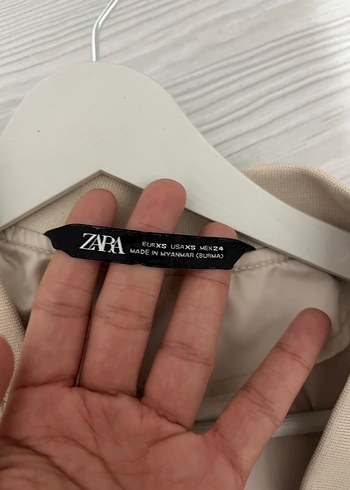 ZARA
EUR XS USA XS MEX 24
MADE IN MYANMAR (BURMA)